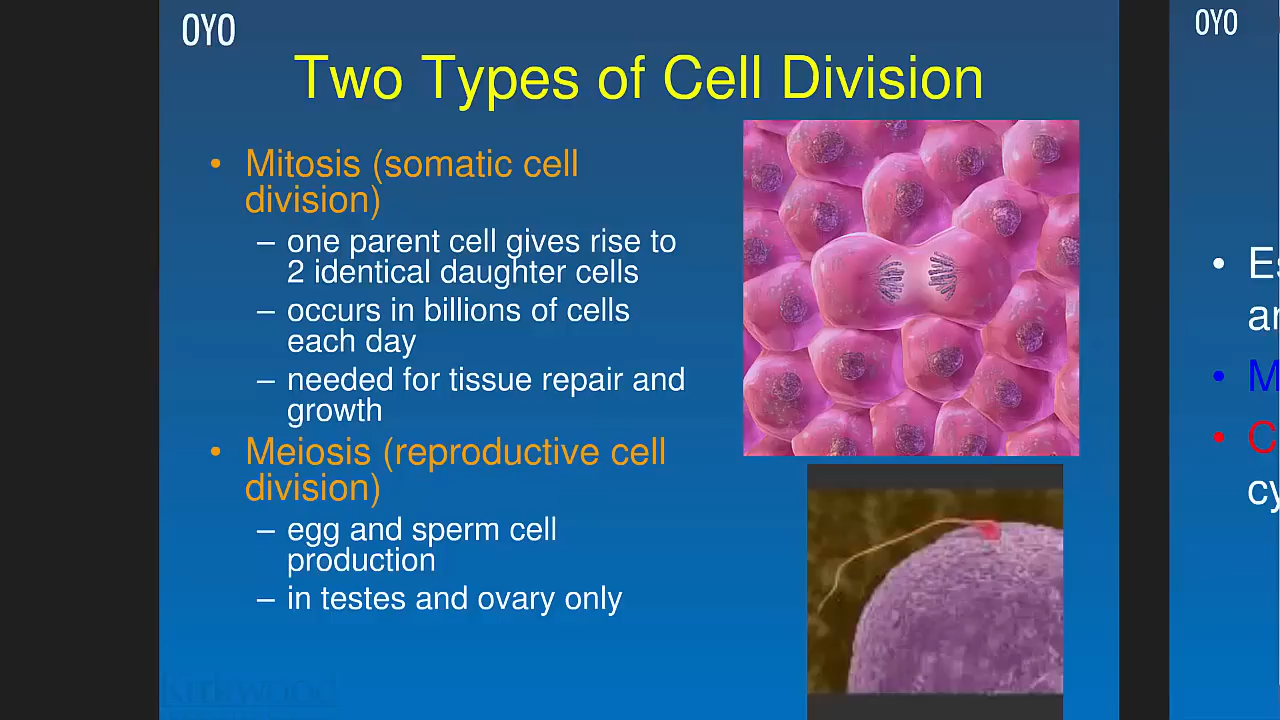 OYO
Two Types of Cell Division
• Mitosis (somatic cell
division)
– one parent cell gives rise to
2 identical daughter cells
– occurs in billions of cells
each day
– needed for tissue repair and
growth
• Meiosis (reproductive cell
division)
– egg and sperm cell
production
– in testes and ovary only
Kirkwood
OYO